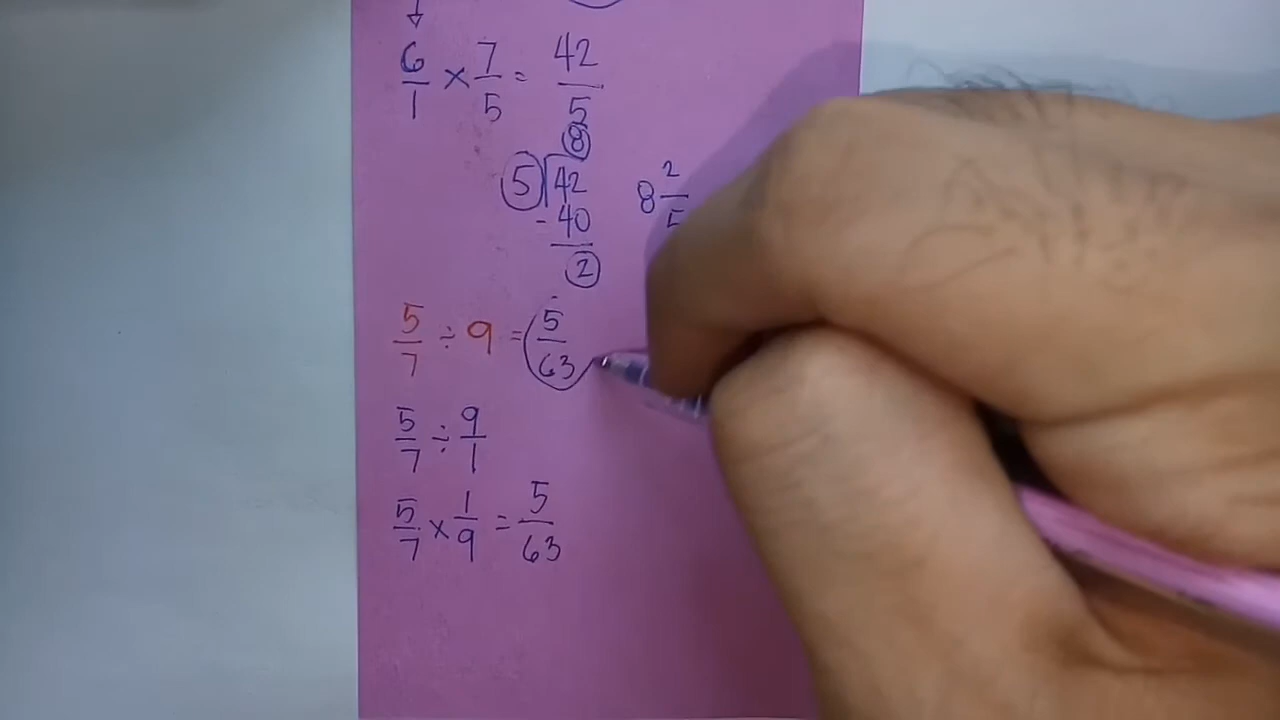 6/1 × 7/5 = 42/5
8
5 42 8 2/5
- 40
2
5/7 ÷ 9 = 5/63
5/7 ÷ 9/1
5/7 × 1/9 = 5/63